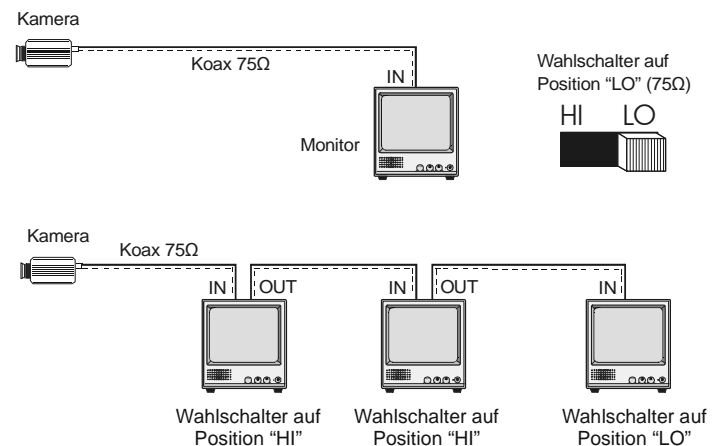 Kamera
Koax 75Ω
IN
Monitor
Wahlschalter auf
Position “LO” (75Ω)
HI LO
Kamera
Koax 75Ω
IN OUT IN OUT IN
Wahlschalter auf
Position “HI”
Wahlschalter auf
Position “HI”
Wahlschalter auf
Position “LO”